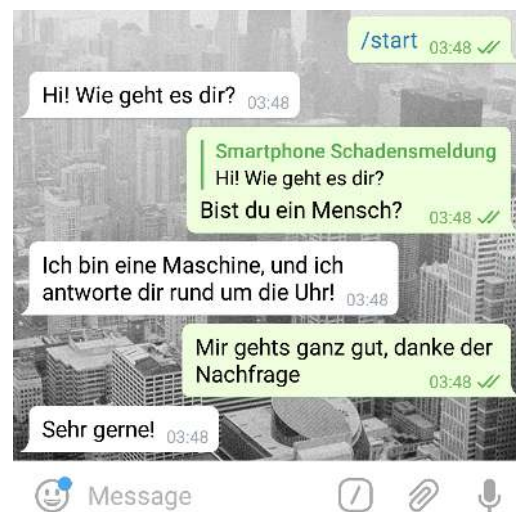 /start 03:48
Hi! Wie geht es dir? 03:48
Smartphone Schadensmeldung
Hi! Wie geht es dir?
Bist du ein Mensch? 03:48
Ich bin eine Maschine, und ich
antworte dir rund um die Uhr! 03:48
Mir gehts ganz gut, danke der
Nachfrage 03:48
Sehr gerne! 03:48
Message